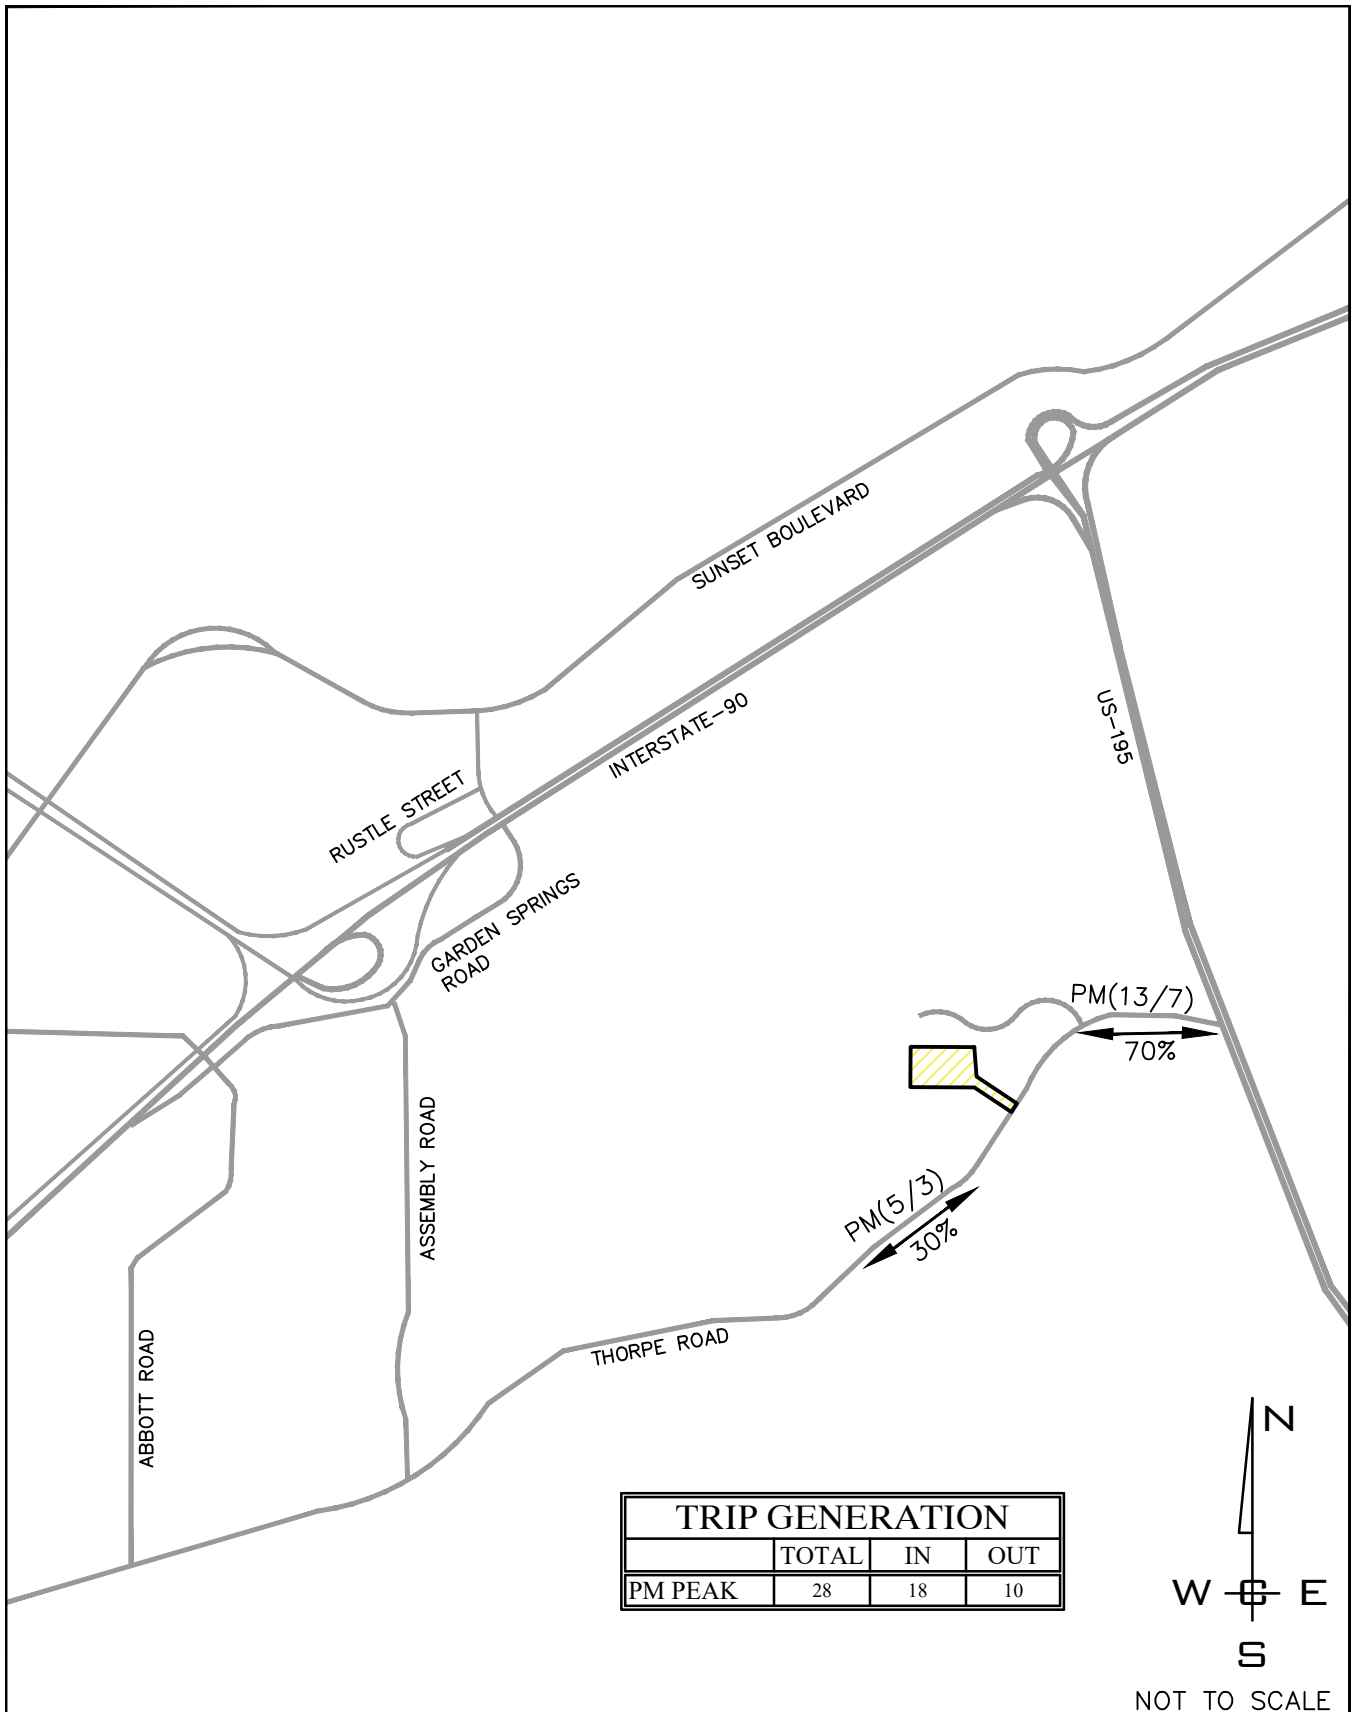 SUNSET BOULEVARD
INTERSTATE-90
US-195
RUSTLE STREET
GARDEN SPRINGS
ROAD
PM(13/7)
70%
ASSEMBLY ROAD
PM(5/3)
30%
THORPE ROAD
ABBOTT ROAD
N
W E
S
NOT TO SCALE
TRIP GENERATION
TOTAL IN OUT
PM PEAK 28 18 10